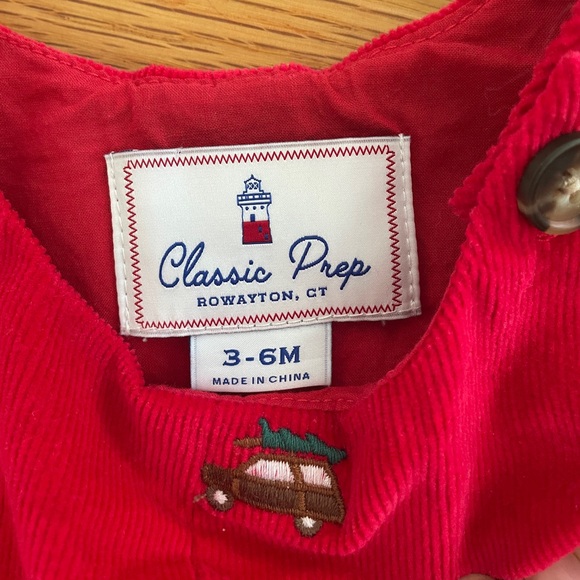 Classic Prep
ROWAYTON, CT
3-6M
MADE IN CHINA